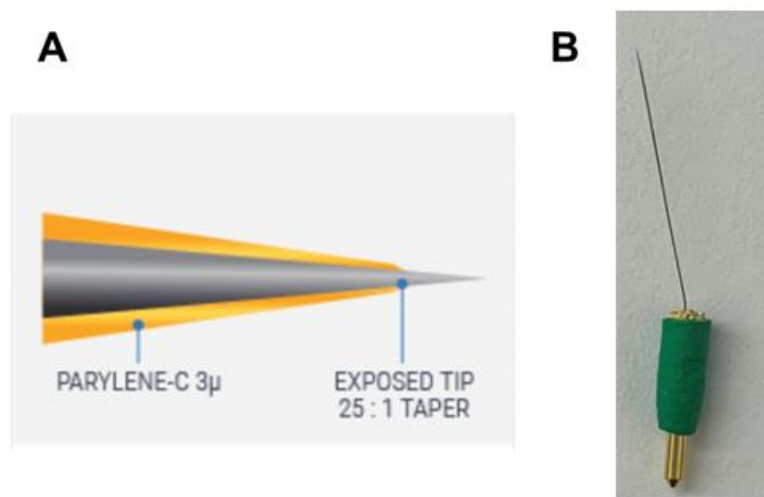 A
B
PARYLENE-C 3μ
EXPOSED TIP
25 : 1 TAPER